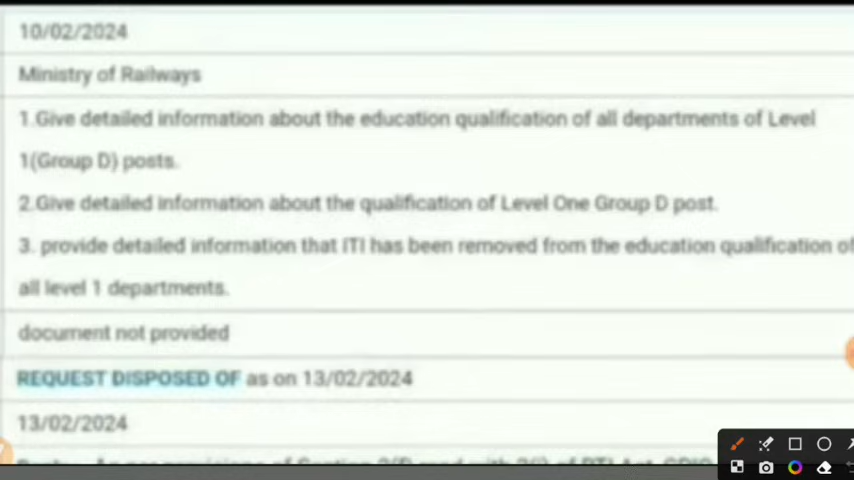 10/02/2024
Ministry of Railways
1.Give detailed information about the education qualification of all departments of Level
1(Group D) posts.
2.Give detailed information about the qualification of Level One Group D post.
3. provide detailed information that ITI has been removed from the education qualification of
all level 1 departments.
document not provided
REQUEST DISPOSED OF as on 13/02/2024
13/02/2024